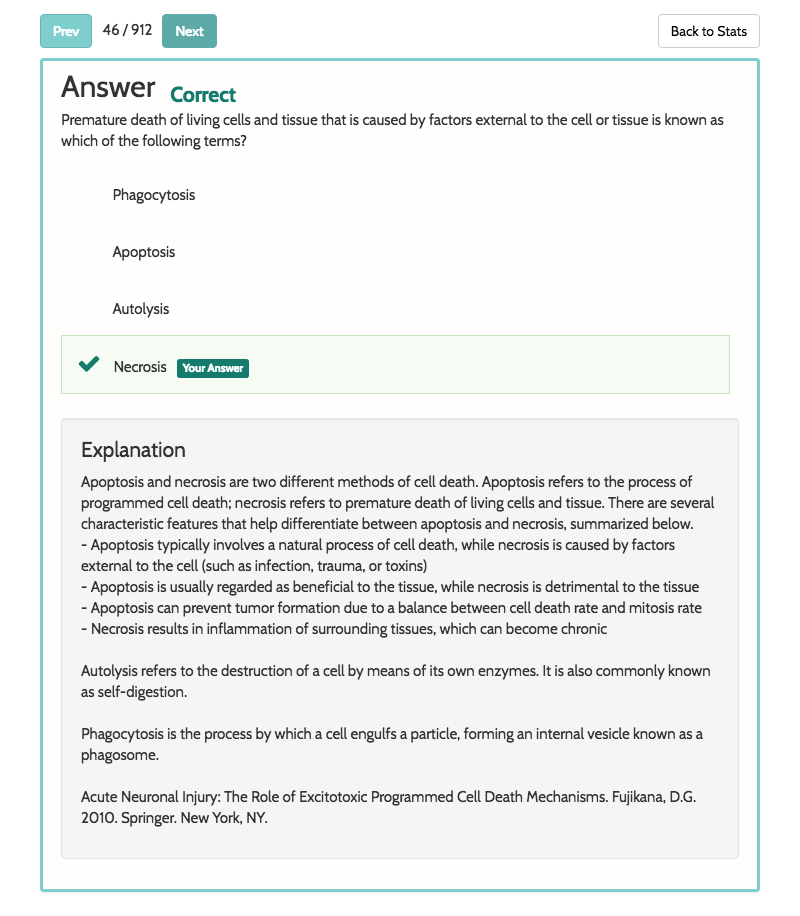 Prev 46 / 912 Next Back to Stats
Answer Correct
Premature death of living cells and tissue that is caused by factors external to the cell or tissue is known as
which of the following terms?
Phagocytosis
Apoptosis
Autolysis
Necrosis Your Answer
Explanation
Apoptosis and necrosis are two different methods of cell death. Apoptosis refers to the process of
programmed cell death; necrosis refers to premature death of living cells and tissue. There are several
characteristic features that help differentiate between apoptosis and necrosis, summarized below.
- Apoptosis typically involves a natural process of cell death, while necrosis is caused by factors
external to the cell (such as infection, trauma, or toxins)
- Apoptosis is usually regarded as beneficial to the tissue, while necrosis is detrimental to the tissue
- Apoptosis can prevent tumor formation due to a balance between cell death rate and mitosis rate
- Necrosis results in inflammation of surrounding tissues, which can become chronic
Autolysis refers to the destruction of a cell by means of its own enzymes. It is also commonly known
as self-digestion.
Phagocytosis is the process by which a cell engulfs a particle, forming an internal vesicle known as a
phagosome.
Acute Neuronal Injury: The Role of Excitotoxic Programmed Cell Death Mechanisms. Fujikana, D.G.
2010. Springer. New York, NY.